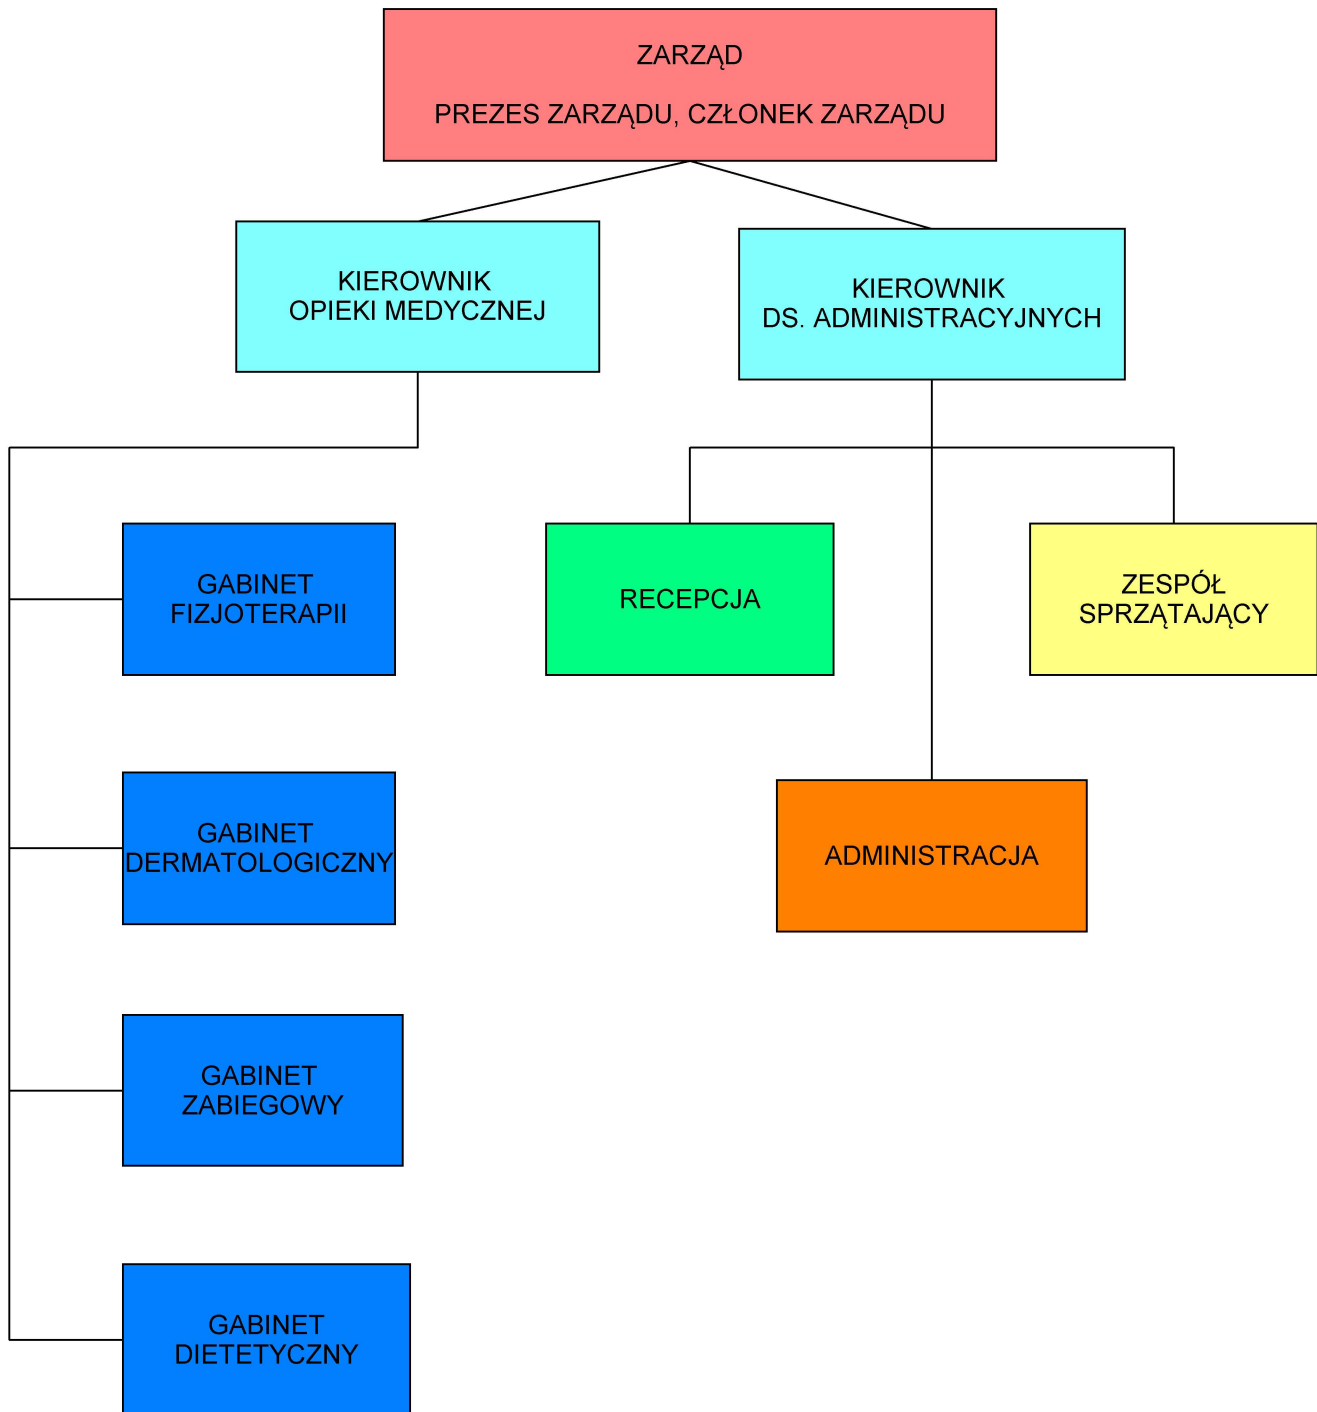 ZARZĄD
PREZES ZARZĄDU, CZŁONEK ZARZĄDU
KIEROWNIK
OPIEKI MEDYCZNEJ
KIEROWNIK
DS. ADMINISTRACYJNYCH
GABINET
FIZJOTERAPII
RECEPCJA
ZESPÓŁ
SPRZĄTAJĄCY
GABINET
DERMATOLOGICZNY
ADMINISTRACJA
GABINET
ZABIEGOWY
GABINET
DIETETYCZNY